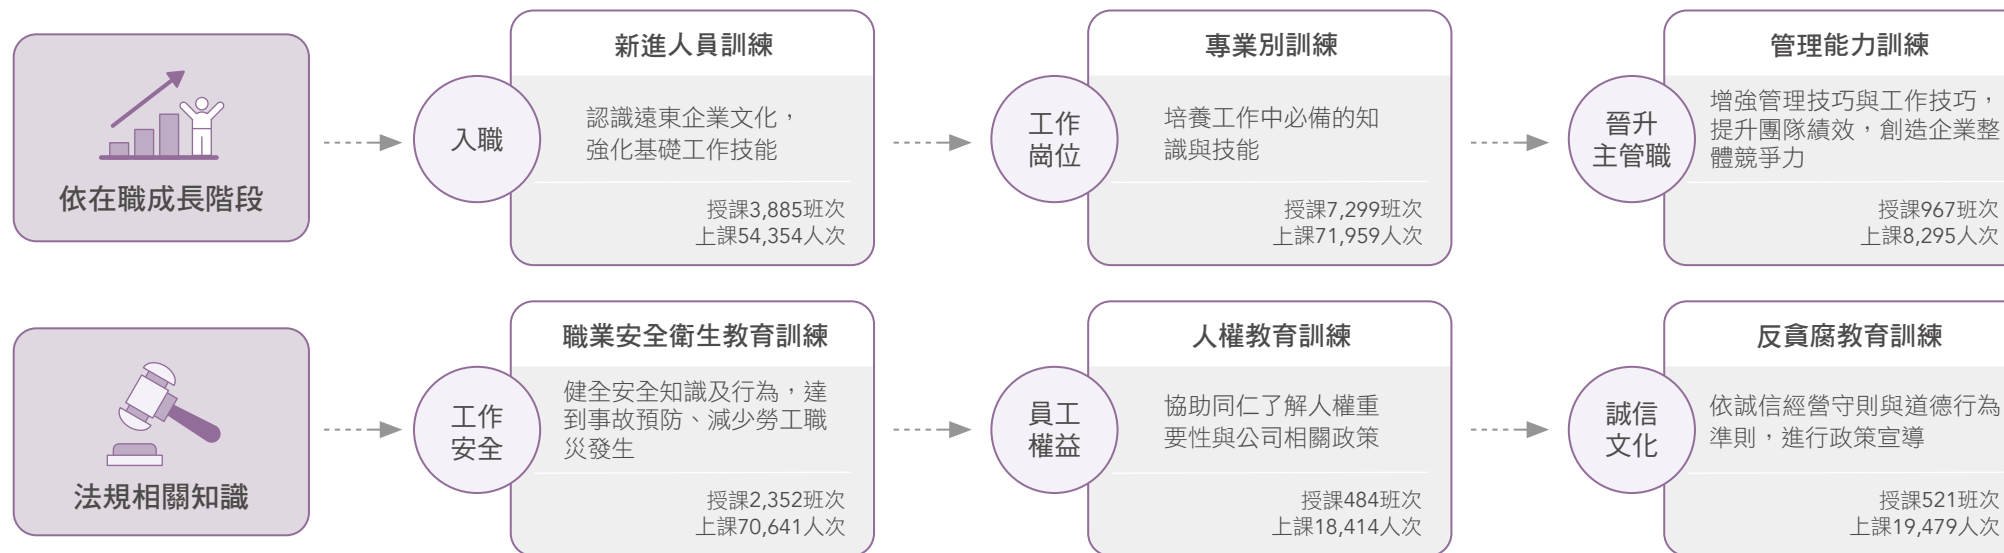 依在職成長階段
入職
新進人員訓練
認識遠東企業文化，
強化基礎工作技能
授課3,885班次
上課54,354人次
工作
崗位
專業別訓練
培養工作中必備的知
識與技能
授課7,299班次
上課71,959人次
晉升
主管職
管理能力訓練
增強管理技巧與工作技巧，
提升團隊績效，創造企業整
體競爭力
授課967班次
上課8,295人次
法規相關知識
工作
安全
職業安全衛生教育訓練
健全安全知識及行為，達
到事故預防、減少勞工職
災發生
授課2,352班次
上課70,641人次
員工
權益
人權教育訓練
協助同仁了解人權重
要性與公司相關政策
授課484班次
上課18,414人次
誠信
文化
反貪腐教育訓練
依誠信經營守則與道德行為
準則，進行政策宣導
授課521班次
上課19,479人次